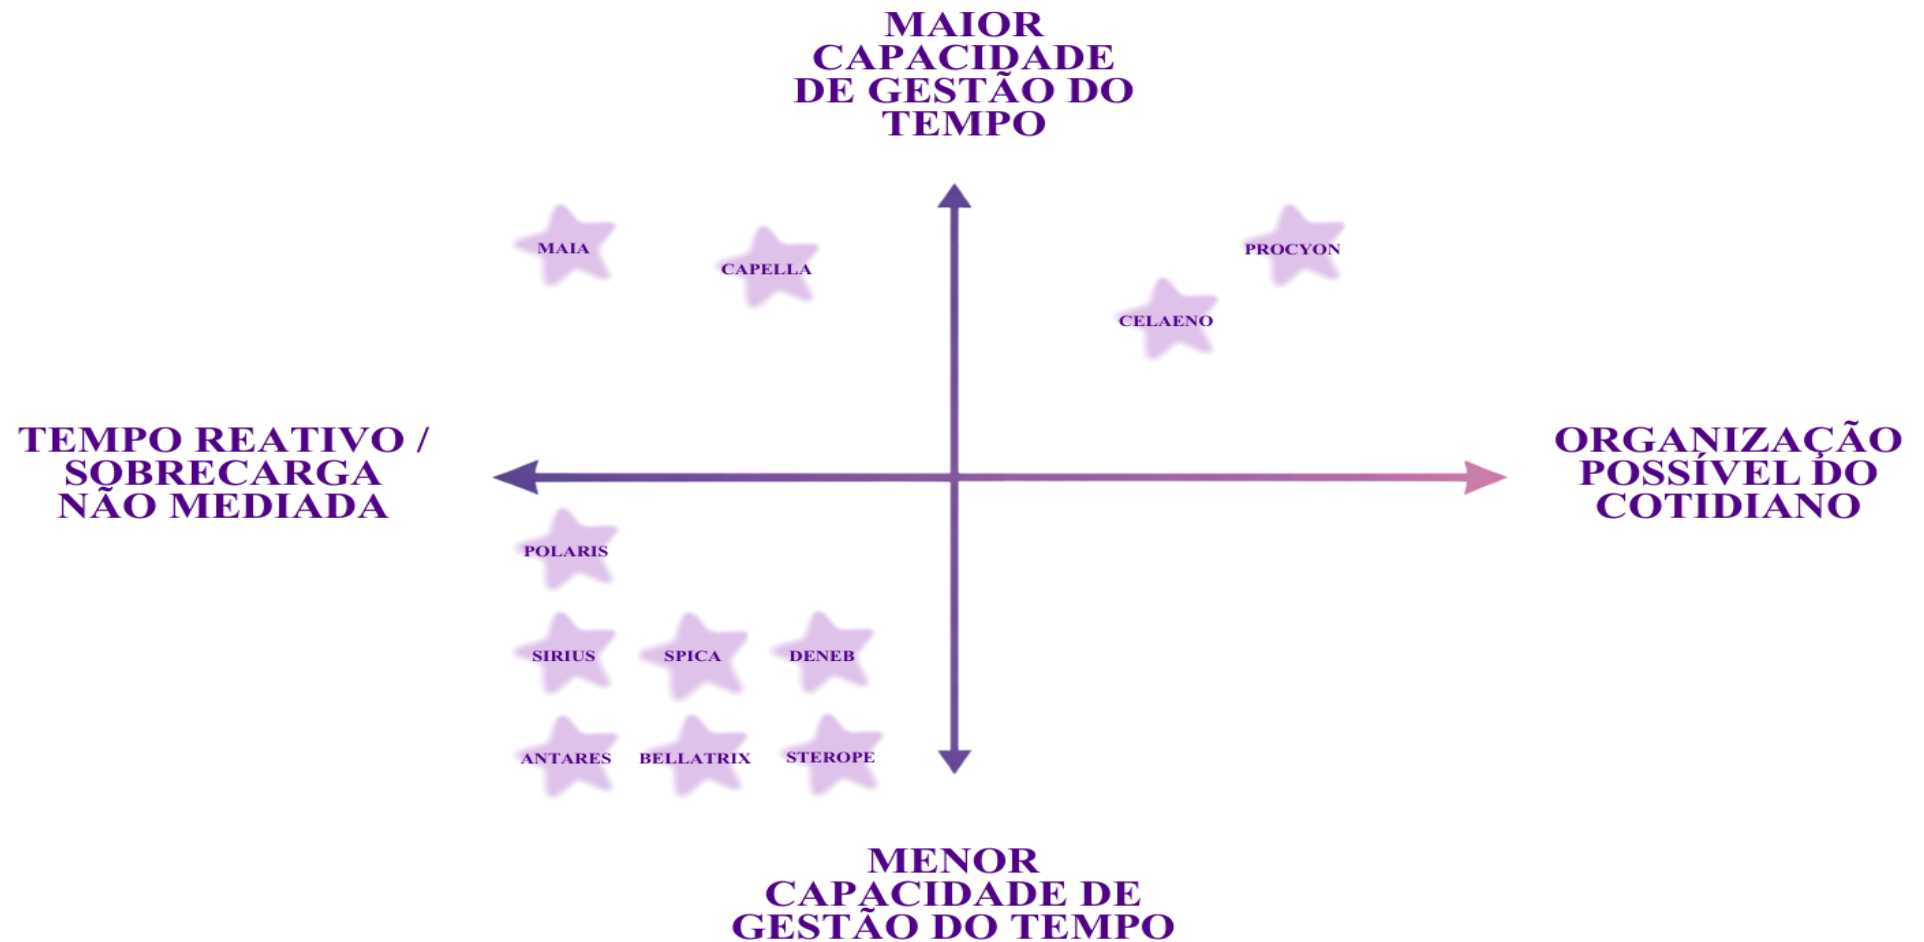 MAIOR
CAPACIDADE
DE GESTÃO DO
TEMPO
MAIA
CAPELLA
PROCYON
CELAENO
TEMPO REATIVO /
SOBRECARGA
NÃO MEDIADA
ORGANIZAÇÃO
POSSÍVEL DO
COTIDIANO
POLARIS
SIRIUS
SPICA
DENEB
ANTARES
BELLATRIX
STEROPE
MENOR
CAPACIDADE DE
GESTÃO DO TEMPO